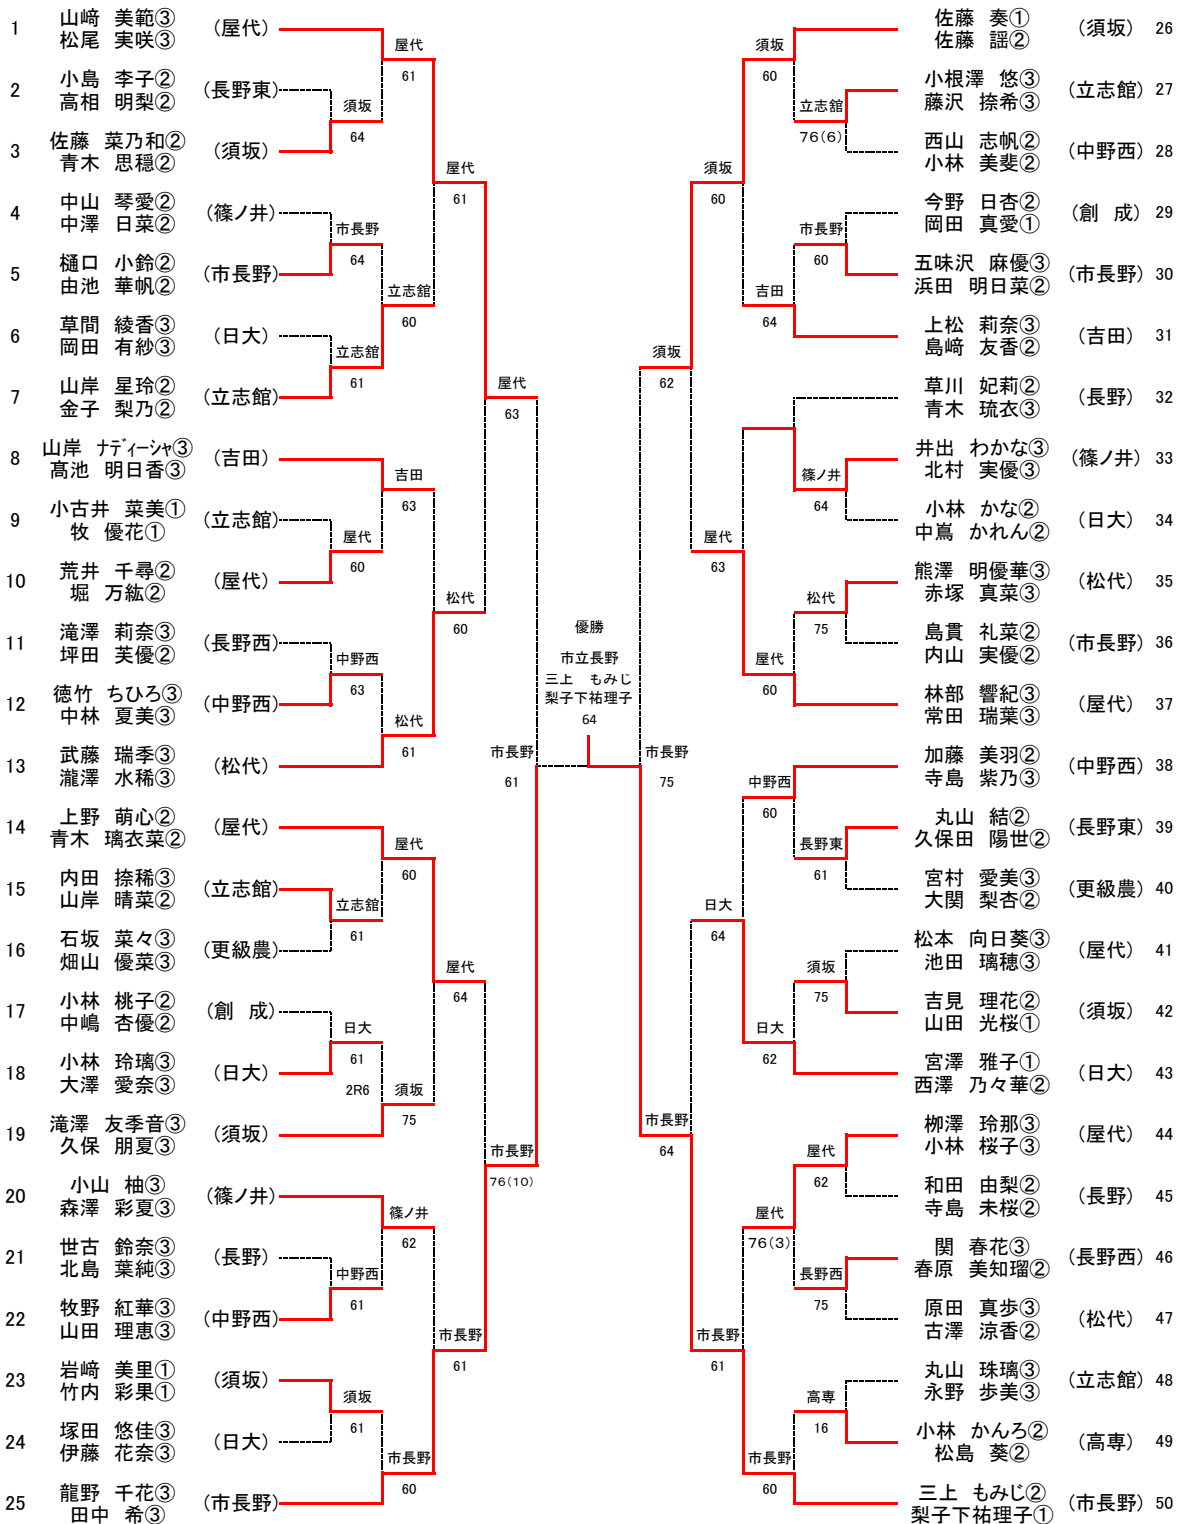 1 山﨑 美範③ (屋代)
松尾 実咲③
屋代
61
2 小島 李子② (長野東)
高相 明梨②
須坂
64
3 佐藤 菜乃和② (須坂)
青木 思穏②
屋代
61
4 中山 琴愛② (篠ノ井)
中澤 日菜②
市長野
64
5 樋口 小鈴② (市長野)
由池 華帆②
立志館
60
6 草間 綾香③ (日大)
岡田 有紗③
立志館
61
7 山岸 星玲② (立志館)
金子 梨乃②
屋代
63
8 山岸 ナディーシャ③ (吉田)
髙池 明日香③
吉田
63
9 小古井 菜美① (立志館)
牧 優花①
屋代
60
10 荒井 千尋② (屋代)
堀 万紘②
松代
60
11 滝澤 莉奈③ (長野西)
坪田 芙優②
中野西
63
12 徳竹 ちひろ③ (中野西)
中林 夏美③
松代
61
13 武藤 瑞季③ (松代)
瀧澤 水稀③
市長野
61
14 上野 萌心② (屋代)
青木 璃衣菜②
屋代
60
15 内田 捺稀③ (立志館)
山岸 晴菜②
立志館
61
16 石坂 菜々③ (更級農)
畑山 優菜③
屋代
64
17 小林 桃子② (創 成)
中嶋 杏優②
日大
61
18 小林 玲璃③ (日大)
大澤 愛奈③
2R6
須坂
75
19 滝澤 友季音③ (須坂)
久保 朋夏③
市長野
76(10)
20 小山 柚③ (篠ノ井)
森澤 彩夏③
篠ノ井
62
21 世古 鈴奈③ (長野)
北島 葉純③
中野西
61
22 牧野 紅華③ (中野西)
山田 理恵③
市長野
61
23 岩﨑 美里① (須坂)
竹内 彩果①
須坂
61
24 塚田 悠佳③ (日大)
伊藤 花奈③
市長野
60
25 龍野 千花③ (市長野)
田中 希③
優勝
市立長野
三上 もみじ
梨子下祐理子
64
佐藤 奏① (須坂) 26
佐藤 謡②
須坂
60
小根澤 悠③ (立志館) 27
藤沢 捺希③
立志館
76(6)
西山 志帆② (中野西) 28
小林 美斐②
須坂
60
今野 日杏② (創 成) 29
岡田 真愛①
市長野
60
五味沢 麻優③ (市長野) 30
浜田 明日菜②
吉田
64
上松 莉奈③ (吉田) 31
島﨑 友香②
須坂
62
草川 妃莉② (長野) 32
青木 琉衣③
井出 わかな③ (篠ノ井) 33
北村 実優③
篠ノ井
64
小林 かな② (日大) 34
中嶌 かれん②
屋代
63
熊澤 明優華③ (松代) 35
赤塚 真菜③
松代
75
島貫 礼菜② (市長野) 36
内山 実優②
屋代
60
林部 響紀③ (屋代) 37
常田 瑞葉③
市長野
75
加藤 美羽② (中野西) 38
寺島 紫乃③
中野西
60
丸山 結② (長野東) 39
久保田 陽世②
長野東
61
宮村 愛美③ (更級農) 40
大関 梨杏②
日大
64
松本 向日葵③ (屋代) 41
池田 璃穂③
須坂
75
吉見 理花② (須坂) 42
山田 光桜①
日大
62
宮澤 雅子① (日大) 43
西澤 乃々華②
市長野
64
栁澤 玲那③ (屋代) 44
小林 桜子③
屋代
62
和田 由梨② (長野) 45
寺島 未桜②
屋代
76(3)
関 春花③ (長野西) 46
春原 美知瑠②
長野西
75
原田 真歩③ (松代) 47
古澤 涼香②
市長野
61
丸山 珠璃③ (立志館) 48
永野 歩美③
高専
16
小林 かんろ② (高専) 49
松島 葵②
市長野
60
三上 もみじ② (市長野) 50
梨子下祐理子①